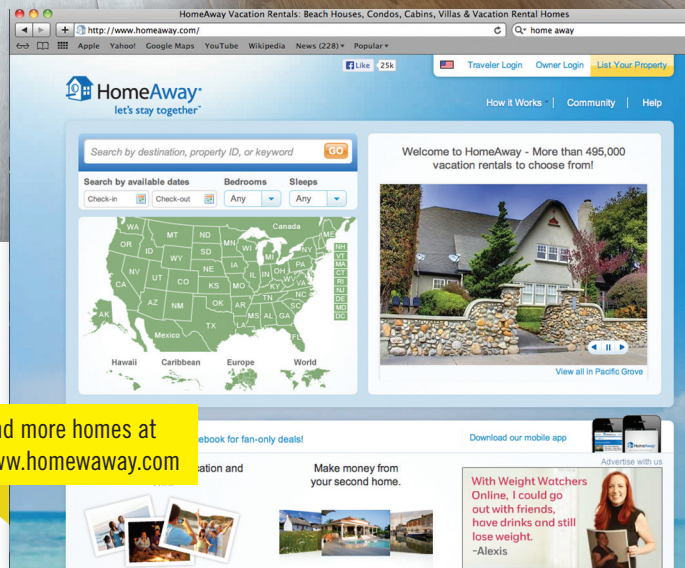 HomeAway Vacation Rentals: Beach Houses, Condos, Cabins, Villas & Vacation Rental Homes
http://www.homeaway.com/
home away
Apple Yahoo! Google Maps YouTube Wikipedia News (228) Popular
Like 25k
Traveler Login Owner Login List Your Property
HomeAway
let's stay together
How it Works | Community | Help
Search by destination, property ID, or keyword GO
Search by available dates Bedrooms Sleeps
Check-in Check-out Any Any
Canada
WA MT ND MN ME
OR ID WY SD WI MI NY
NV UT CO NE IA IL IN OH PA
CA KS MO KY WV VA
AZ NM OK AR TN NC
TX MS AL GA SC
AK LA FL
Mexico
NH
VT
MA
CT
RI
NJ
DE
MD
DC
Hawaii Caribbean Europe World
Welcome to HomeAway - More than 495,000
vacation rentals to choose from!
View all in Pacific Grove
nd more homes at
ww.homewaway.com
ebook for fan-only deals!
Download our mobile app
Advertise with us
cation and
Make money from
your second home.
With Weight Watchers
Online, I could go
out with friends,
have drinks and still
lose weight.
-Alexis